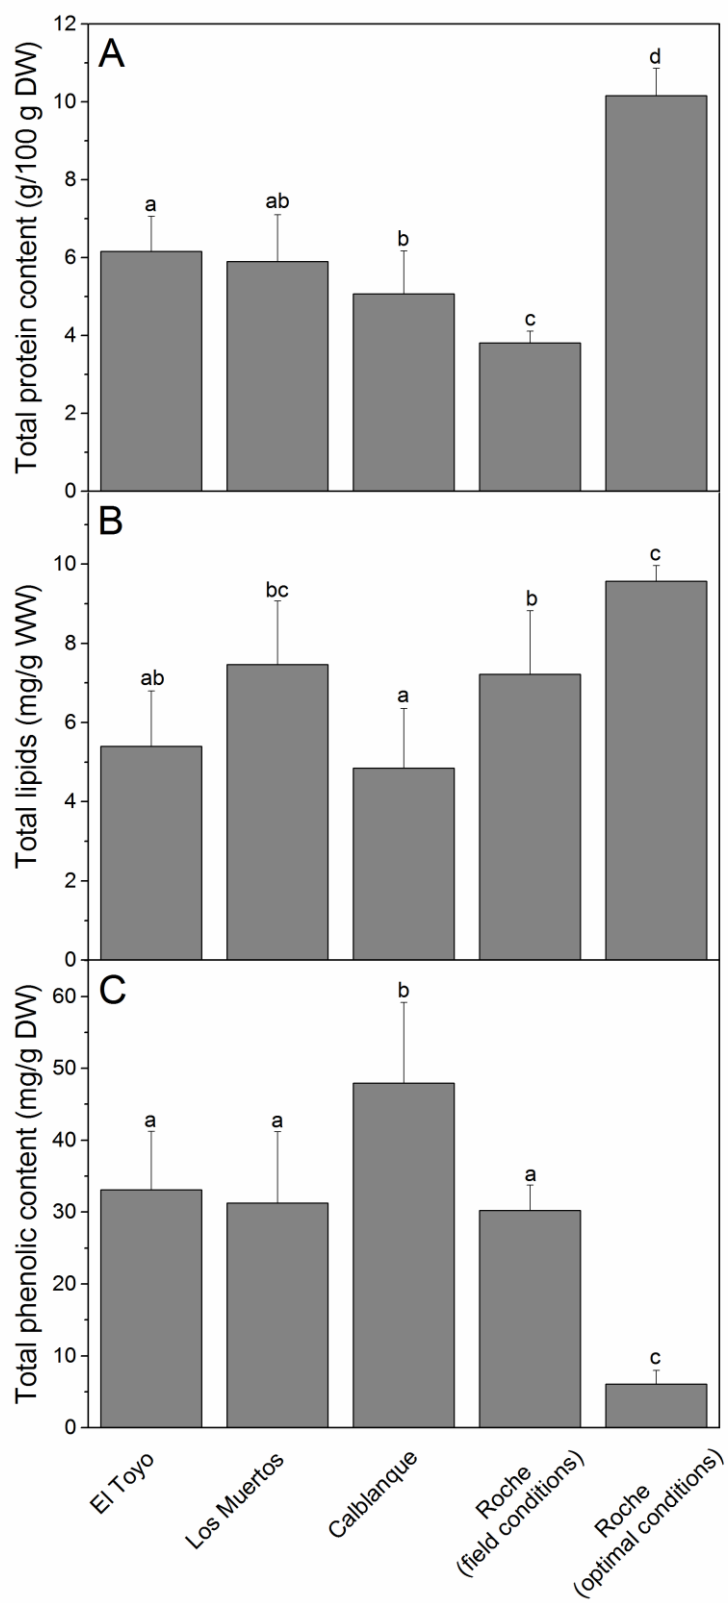 A
Total protein content (g/100 g DW)
12
10
8
6
4
2
0
a
ab
b
c
d
B
Total lipids (mg/g WW)
10
8
6
4
2
0
ab
bc
a
b
c
C
Total phenolic content (mg/g DW)
60
50
40
30
20
10
0
a
a
b
a
c
El Toyo
Los Muertos
Calblanque
Roche
(field conditions)
Roche
(optimal conditions)